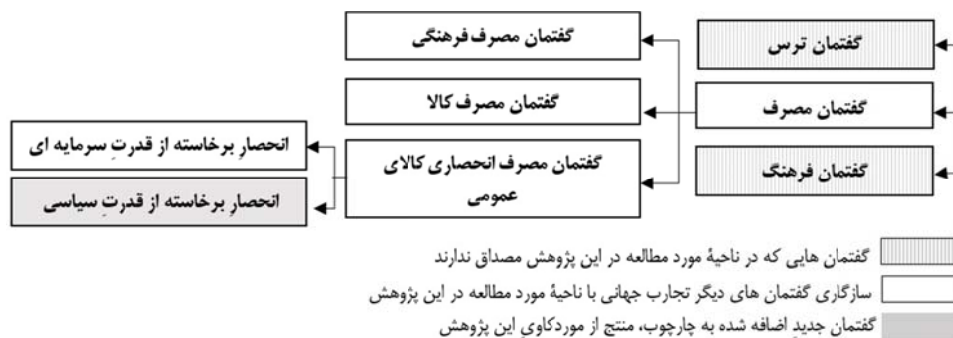 گفتمان ترس
گفتمان مصرف
گفتمان فرهنگ
گفتمان مصرف فرهنگی
گفتمان مصرف کالا
گفتمان مصرف انحصاری کالای
عمومی
انحصارِ برخاسته از قدرتِ سرمایه ای
انحصارِ برخاسته از قدرتِ سیاسی
گفتمان هایی که در ناحیۀ مورد مطالعه در این پژوهش مصداق ندارند
سازگاری گفتمان های دیگر تجارب جهانی با ناحیۀ مورد مطالعه در این پژوهش
گفتمان جدیدِ اضافه شده به چارچوب، منتج از موردکاویِ این پژوهش